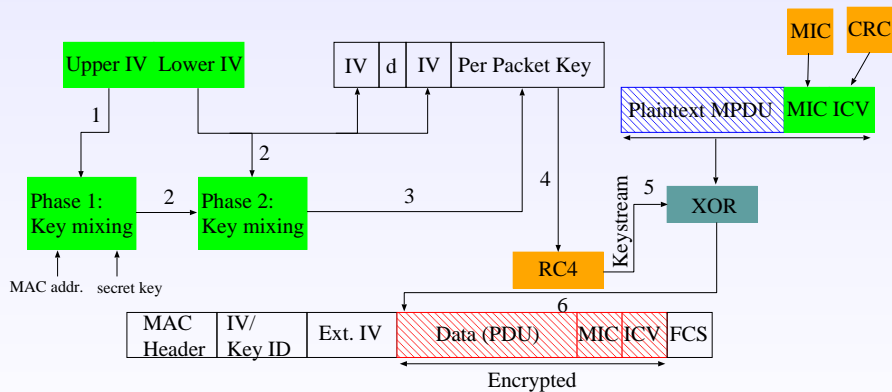 MIC
CRC
Upper IV Lower IV
IV d IV Per Packet Key
Plaintext MPDU MIC ICV
1
2
Phase 1:
Key mixing
2
Phase 2:
Key mixing
3
4
Keystream
5
XOR
RC4
MAC addr.
secret key
6
MAC
Header
IV/
Key ID
Ext. IV
Data (PDU)
MIC
ICV
FCS
Encrypted